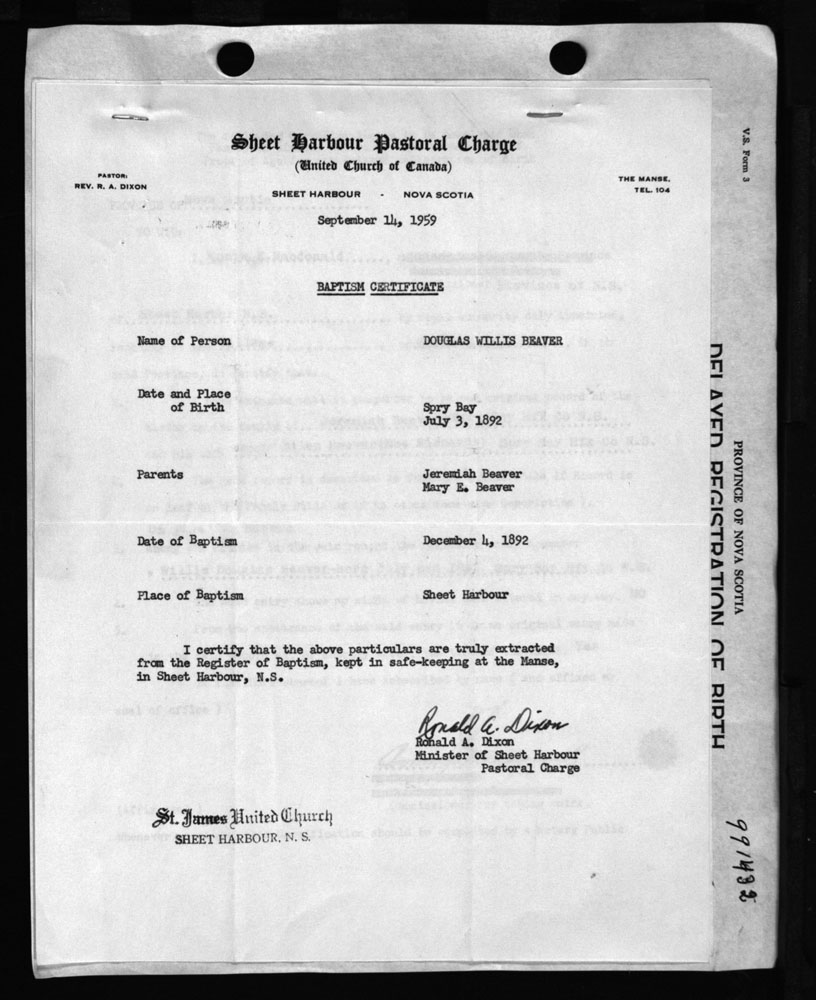 Sheet Harbour Pastoral Charge
(United Church of Canada)
PASTOR:
REV. R. A. DIXON
THE MANSE.
TEL. 104
SHEET HARBOUR - NOVA SCOTIA
September 14, 1959
BAPTISM CERTIFICATE
Name of Person DOUGLAS WILLIS BEAVER
Date and Place
of Birth Spry Bay
July 3, 1892
Parents Jeremiah Beaver
Mary E. Beaver
Date of Baptism December 4, 1892
Place of Baptism Sheet Harbour
I certify that the above particulars are truly extracted
from the Register of Baptism, kept in safe-keeping at the Manse,
in Sheet Harbour, N.S.
Ronald A. Dixon
Ronald A. Dixon
Minister of Sheet Harbour
Pastoral Charge
St. James United Church
SHEET HARBOUR. N. S.
V.S. Form 3
PROVINCE OF NOVA SCOTIA
DELAYED REGISTRATION OF BIRTH
991432